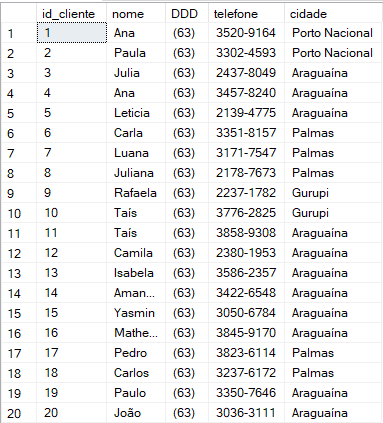 id_cliente nome DDD telefone cidade
1 1 Ana (63) 3520-9164 Porto Nacional
2 2 Paula (63) 3302-4593 Porto Nacional
3 3 Julia (63) 2437-8049 Araguaína
4 4 Ana (63) 3457-8240 Araguaína
5 5 Leticia (63) 2139-4775 Araguaína
6 6 Carla (63) 3351-8157 Palmas
7 7 Luana (63) 3171-7547 Palmas
8 8 Juliana (63) 2178-7673 Palmas
9 9 Rafaela (63) 2237-1782 Gurupi
10 10 Taís (63) 3776-2825 Gurupi
11 11 Taís (63) 3858-9308 Araguaína
12 12 Camila (63) 2380-1953 Araguaína
13 13 Isabela (63) 3586-2357 Araguaína
14 14 Aman... (63) 3422-6548 Araguaína
15 15 Yasmin (63) 3050-6784 Araguaína
16 16 Mathe... (63) 3845-9170 Araguaína
17 17 Pedro (63) 3823-6114 Palmas
18 18 Carlos (63) 3237-6172 Palmas
19 19 Paulo (63) 3350-7646 Araguaína
20 20 João (63) 3036-3111 Araguaína